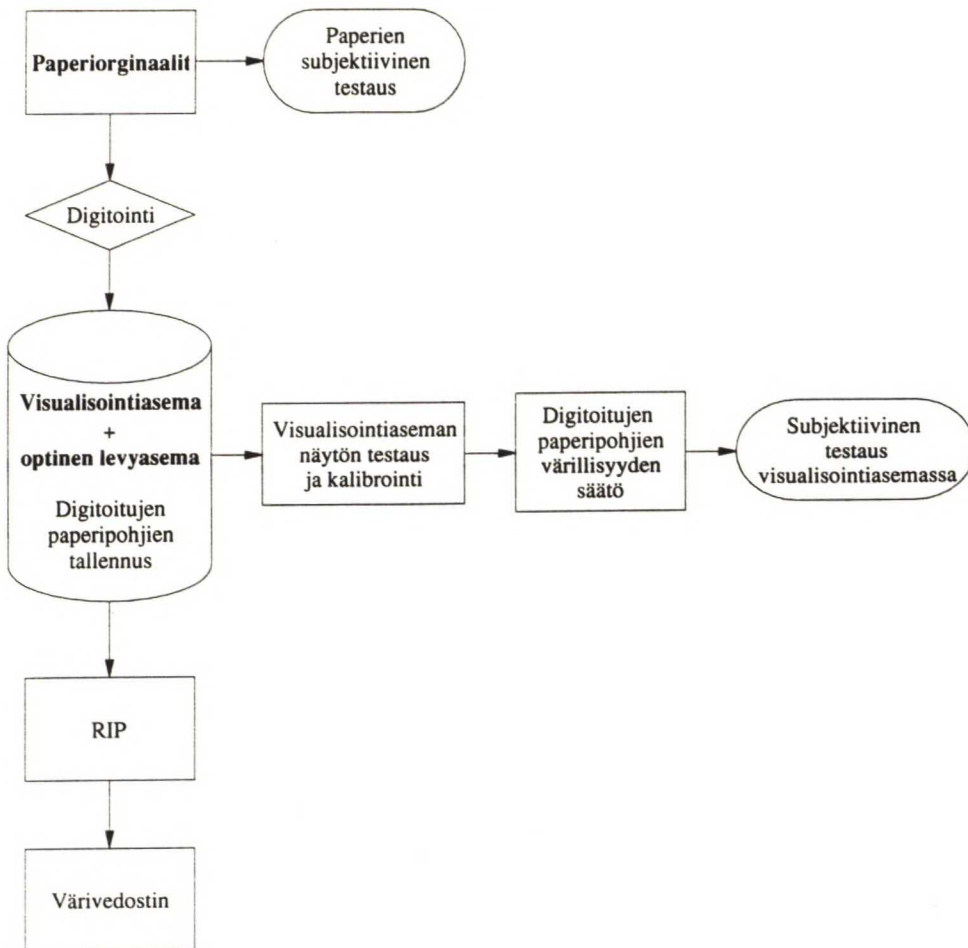 Paperiorginaalit
Paperien
subjektiivinen
testaus
Digitointi
Visualisointiasema
+
optinen levyasema
Digitoitujen
paperipohjien
tallennus
Visualisointiaseman
näytön testaus
ja kalibrointi
Digitoitujen
paperipohjien
värillisyyden
säätö
Subjektiivinen
testaus
visualisointiasemassa
RIP
Värivedostin